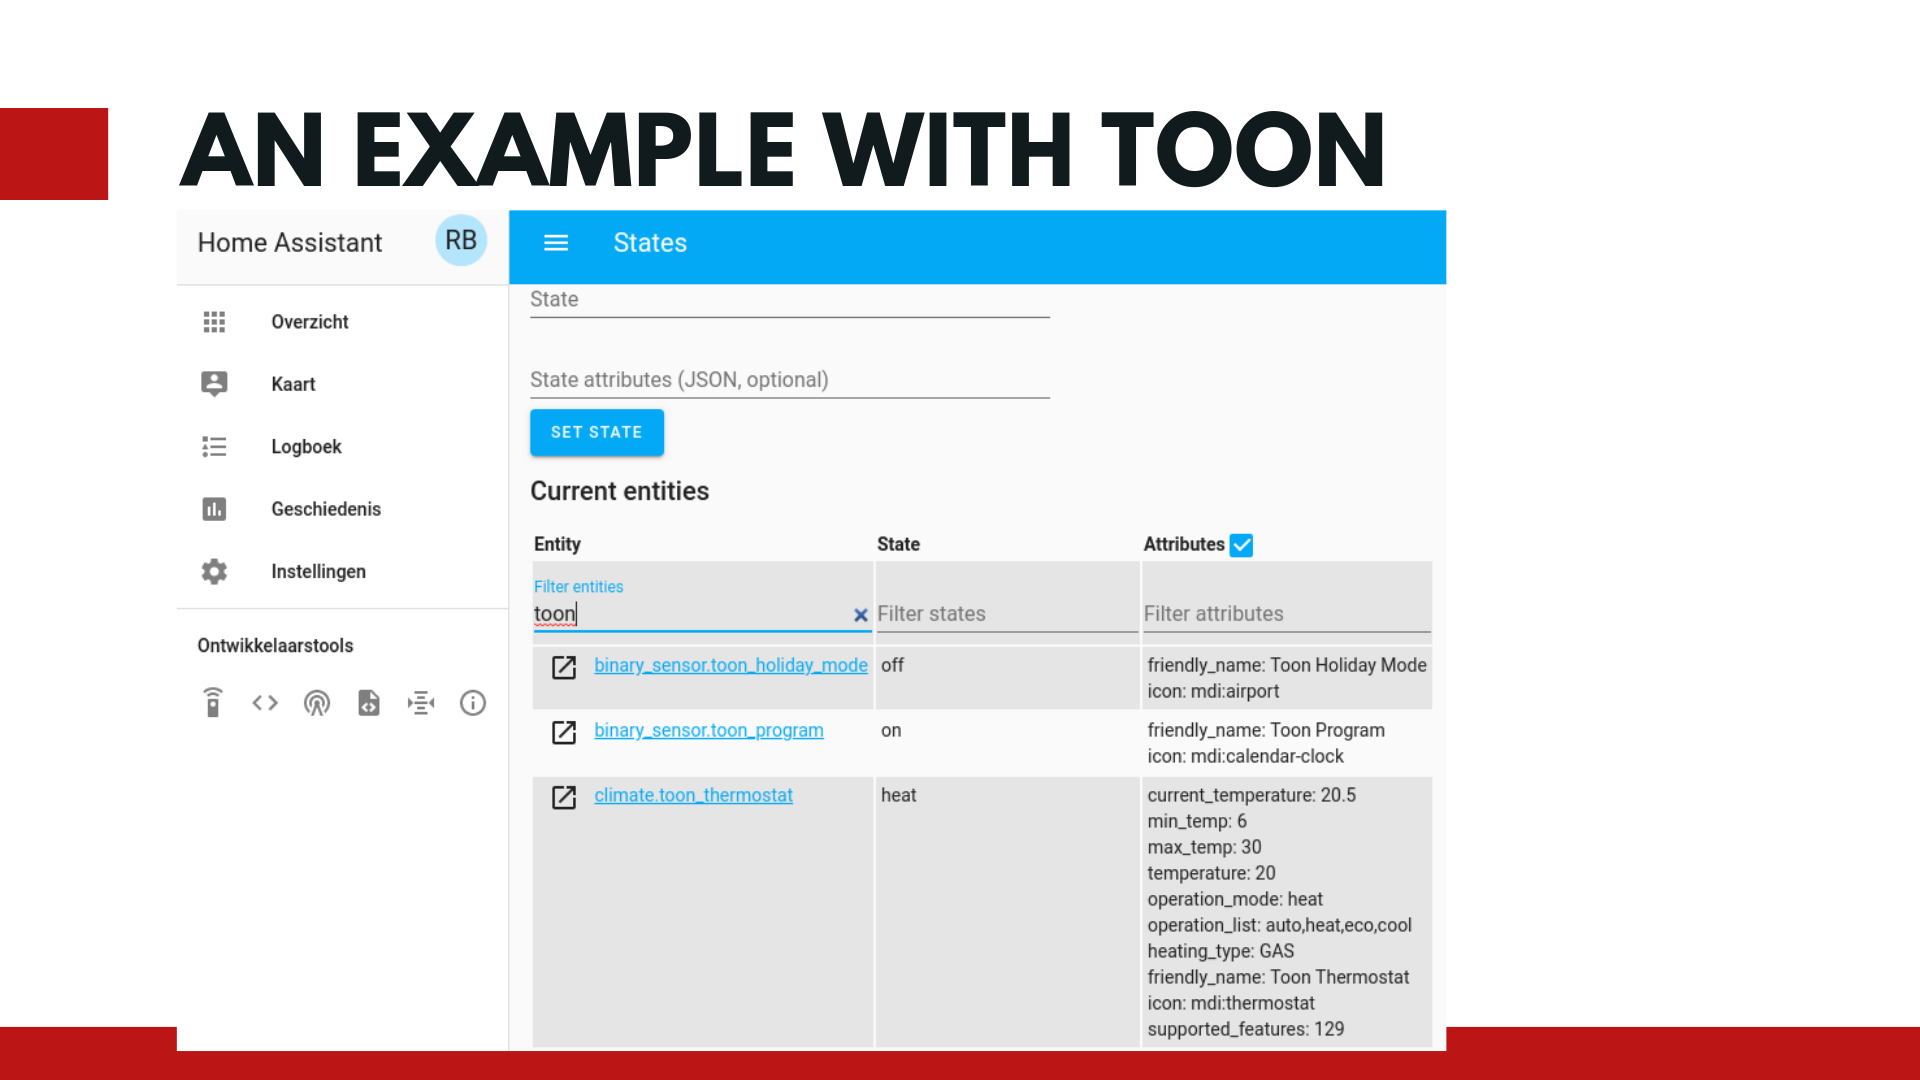 AN EXAMPLE WITH TOON
Home Assistant
RB
States
Overzicht
Kaart
Logboek
Geschiedenis
Instellingen
Ontwikkelaarstools
State
State attributes (JSON, optional)
SET STATE
Current entities
Entity State Attributes
Filter entities
toon Filter states Filter attributes
binary_sensor.toon_holiday_mode off friendly_name: Toon Holiday Mode
icon: mdi:airport
binary_sensor.toon_program on friendly_name: Toon Program
icon: mdi:calendar-clock
climate.toon_thermostat heat current_temperature: 20.5
min_temp: 6
max_temp: 30
temperature: 20
operation_mode: heat
operation_list: auto,heat,eco,cool
heating_type: GAS
friendly_name: Toon Thermostat
icon: mdi:thermostat
supported_features: 129